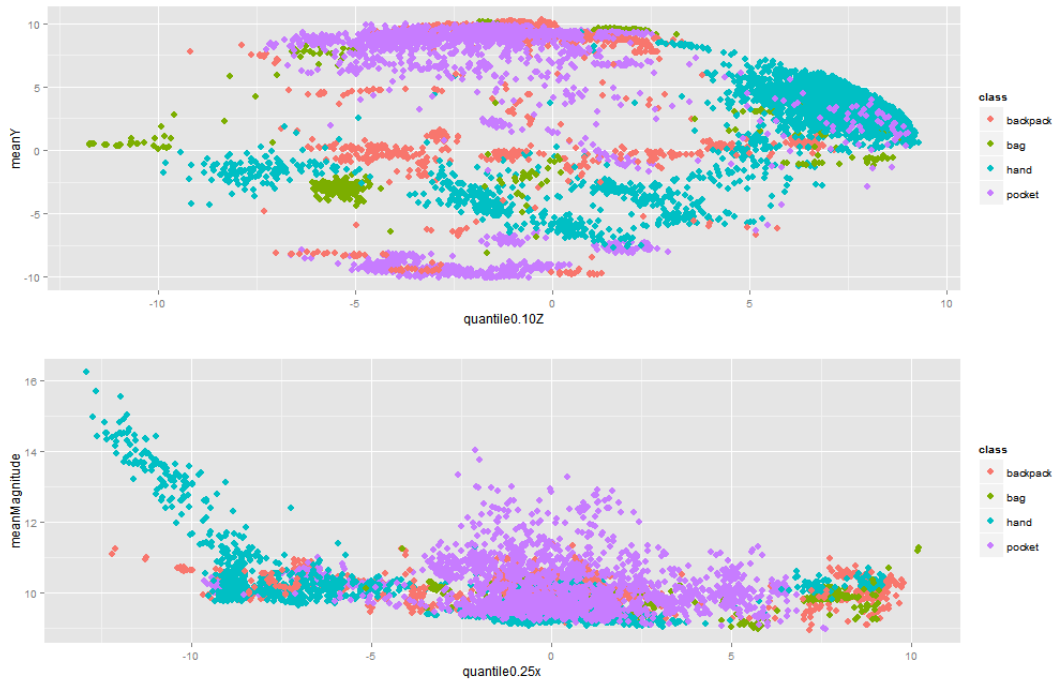 10
5
0
-5
-10
meanY
-10
-5
0
5
10
quantile0.10Z
class
backpack
bag
hand
pocket
16
14
12
10
meanMagnitude
-10
-5
0
5
10
quantile0.25x
class
backpack
bag
hand
pocket